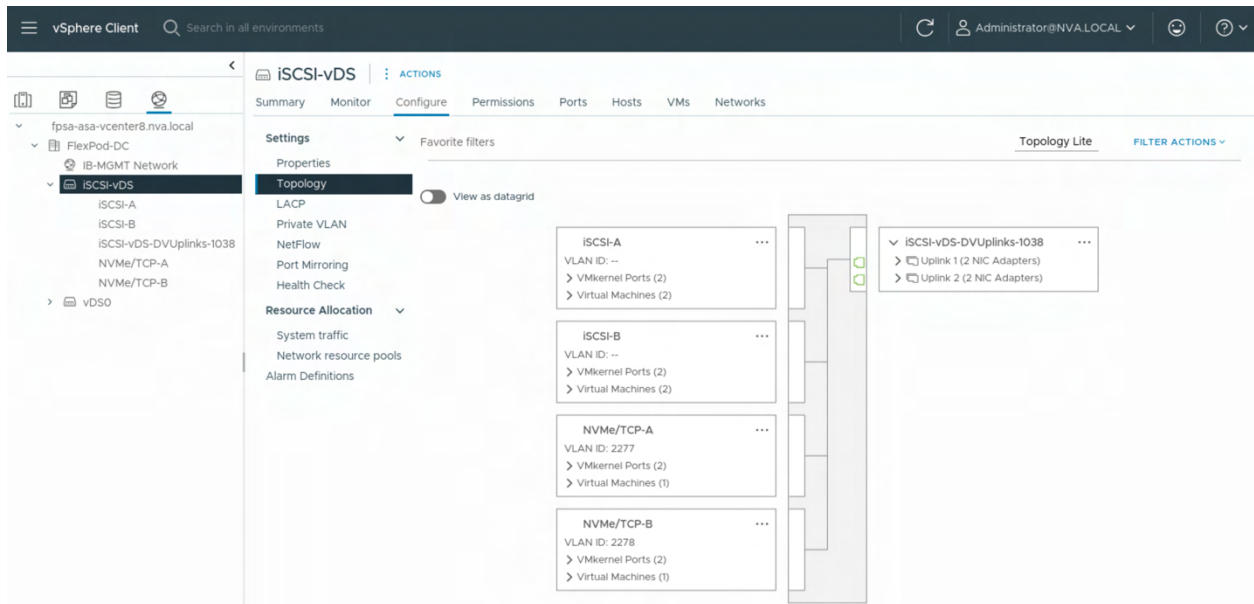 vSphere Client
Search in all environments
Administrator@NVA.LOCAL
fpsa-asa-vcenter8.nva.local
FlexPod-DC
IB-MGMT Network
iSCSI-vDS
iSCSI-A
iSCSI-B
iSCSI-vDS-DVUplinks-1038
NVMe/TCP-A
NVMe/TCP-B
vDS0
iSCSI-vDS
ACTIONS
Summary Monitor Configure Permissions Ports Hosts VMs Networks
Settings
Properties
Topology
LACP
Private VLAN
NetFlow
Port Mirroring
Health Check
Resource Allocation
System traffic
Network resource pools
Alarm Definitions
Favorite filters
Topology Lite
FILTER ACTIONS
View as datagrid
iSCSI-A ...
VLAN ID: --
VMkernel Ports (2)
Virtual Machines (2)
iSCSI-B ...
VLAN ID: --
VMkernel Ports (2)
Virtual Machines (2)
NVMe/TCP-A ...
VLAN ID: 2277
VMkernel Ports (2)
Virtual Machines (1)
NVMe/TCP-B ...
VLAN ID: 2278
VMkernel Ports (2)
Virtual Machines (1)
iSCSI-vDS-DVUplinks-1038 ...
Uplink 1 (2 NIC Adapters)
Uplink 2 (2 NIC Adapters)